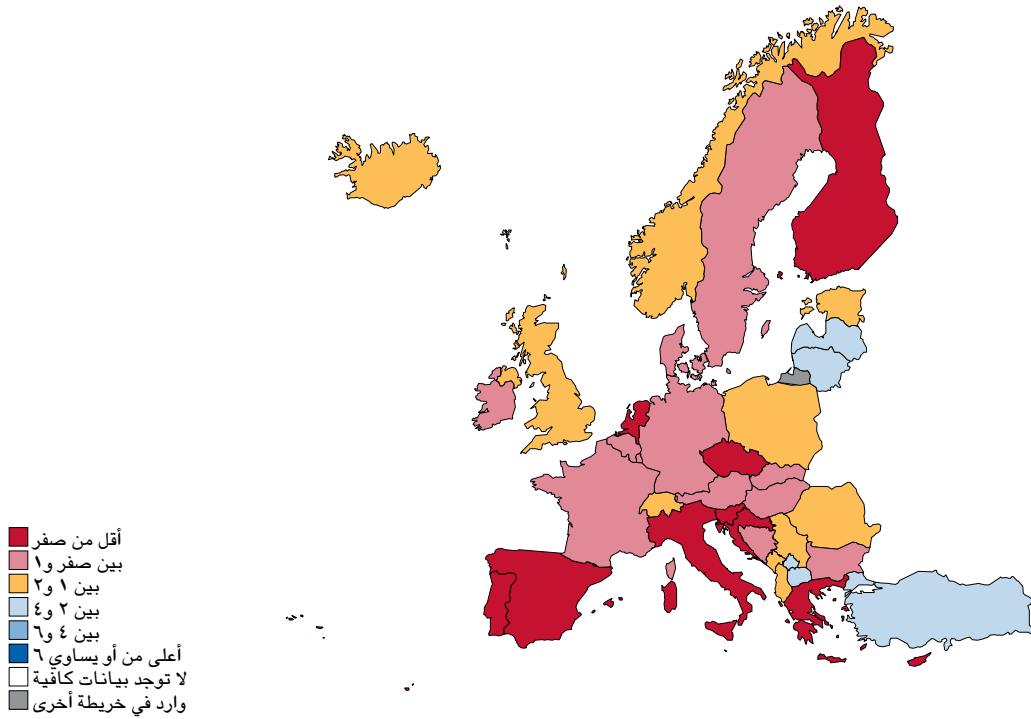 أقل من صفر
بين صفر و١
بين ١ و٢
بين ٢ و٤
بين ٤ و٦
أعلى من أو يساوي ٦
لا توجد بيانات كافية
وارد في خريطة أخرى